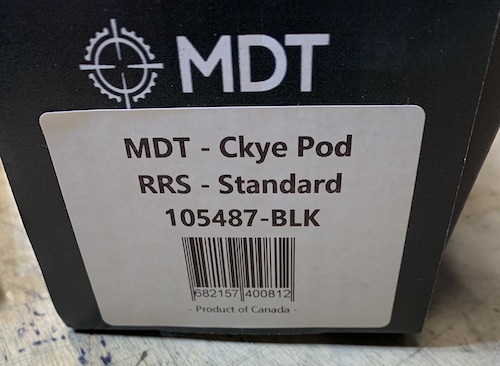 MDT
MDT - Ckye Pod
RRS - Standard
105487-BLK
682157 400812
- Product of Canada -